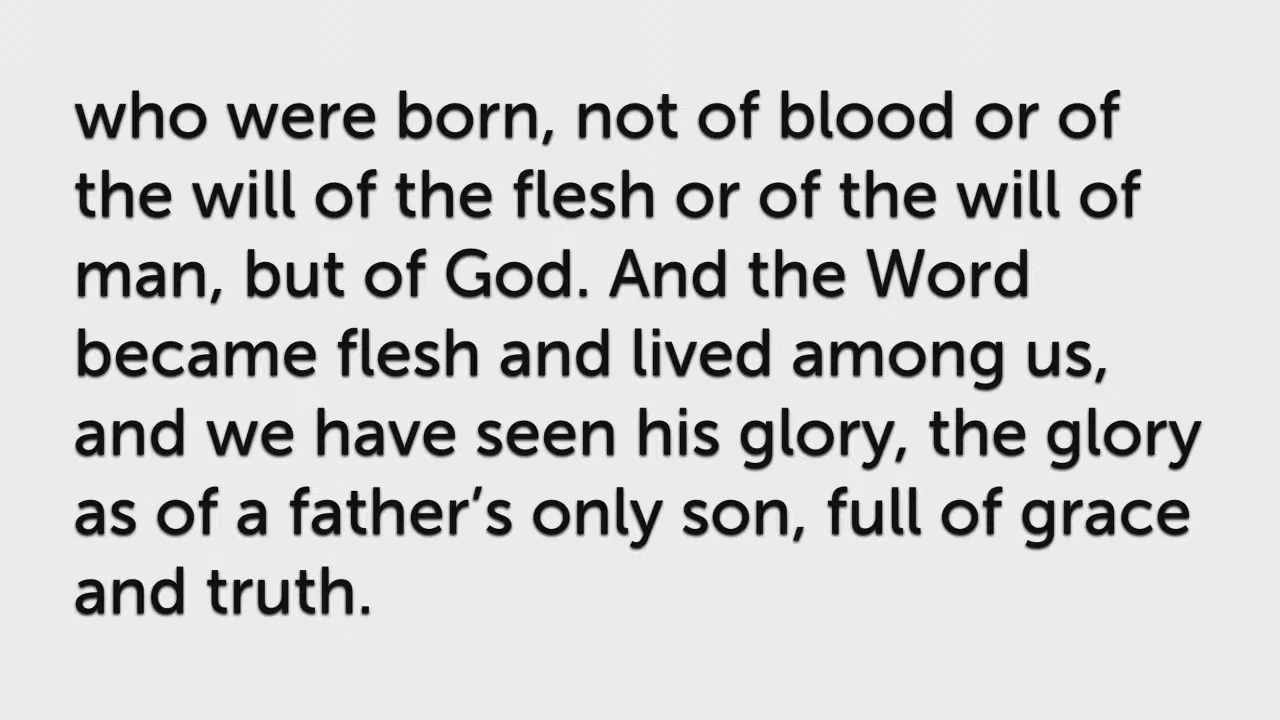 who were born, not of blood or of
the will of the flesh or of the will of
man, but of God. And the Word
became flesh and lived among us,
and we have seen his glory, the glory
as of a father’s only son, full of grace
and truth.